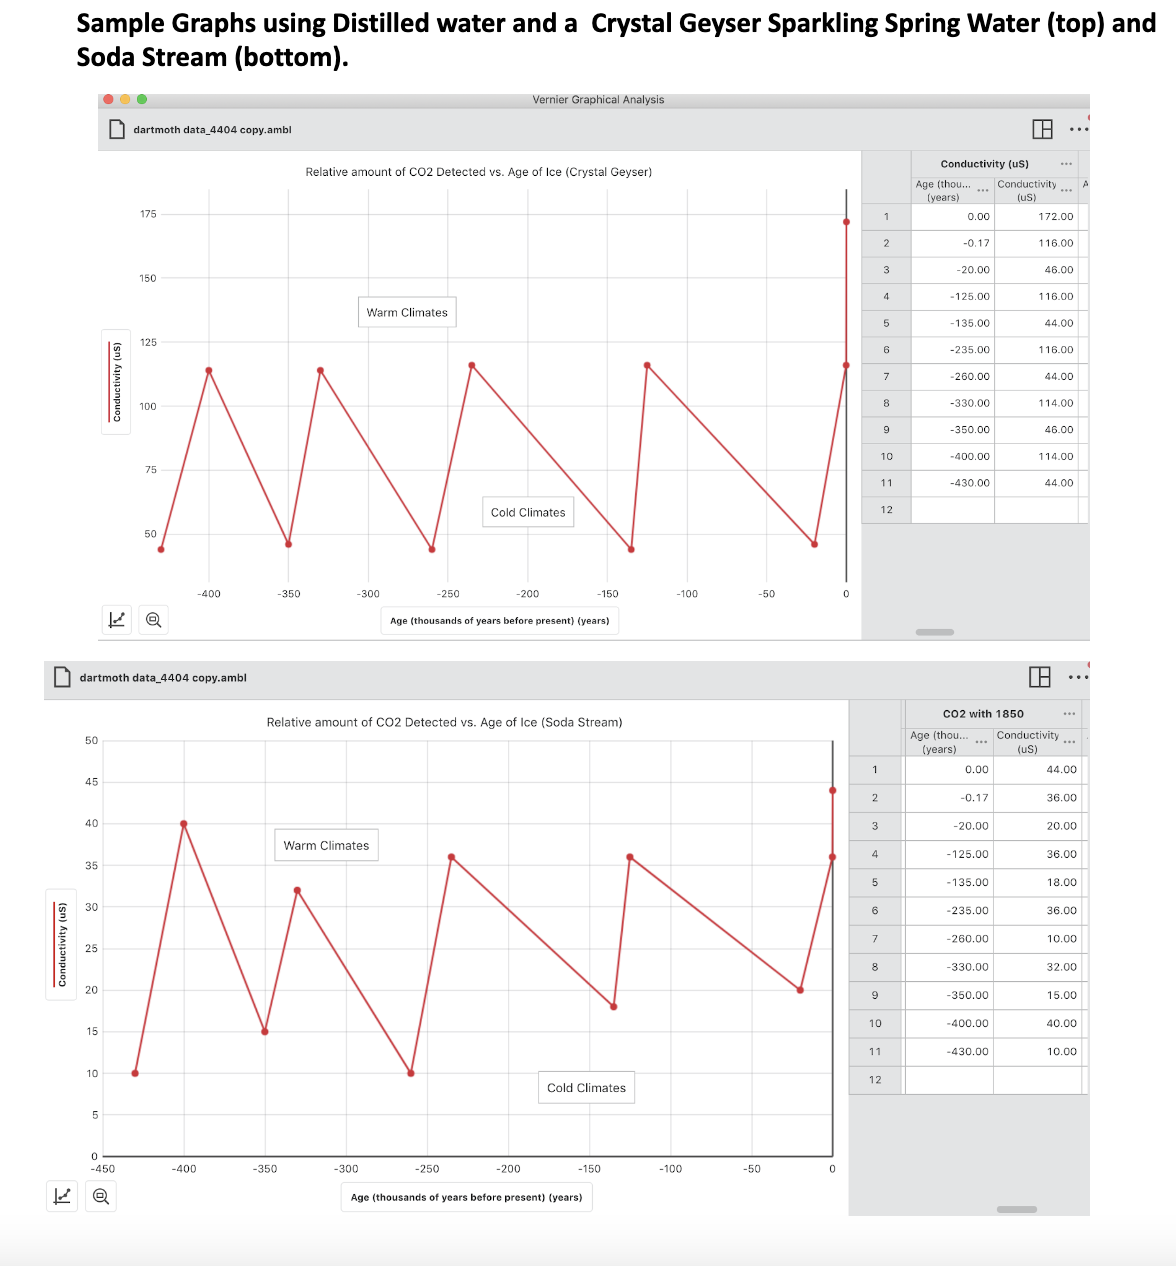 Sample Graphs using Distilled water and a Crystal Geyser Sparkling Spring Water (top) and
Soda Stream (bottom).
Vernier Graphical Analysis
dartmoth data_4404 copy.ambl
Relative amount of CO2 Detected vs. Age of Ice (Crystal Geyser)
175
150
125
100
75
50
Conductivity (uS)
Warm Climates
Cold Climates
-400 -350 -300 -250 -200 -150 -100 -50 0
Age (thousands of years before present) (years)
Conductivity (uS) ...
Age (thou... ... Conductivity ... A
(years) (uS)
1 0.00 172.00
2 -0.17 116.00
3 -20.00 46.00
4 -125.00 116.00
5 -135.00 44.00
6 -235.00 116.00
7 -260.00 44.00
8 -330.00 114.00
9 -350.00 46.00
10 -400.00 114.00
11 -430.00 44.00
12
dartmoth data_4404 copy.ambl
Relative amount of CO2 Detected vs. Age of Ice (Soda Stream)
50
45
40
35
30
25
20
15
10
5
0
Conductivity (uS)
Warm Climates
Cold Climates
-450 -400 -350 -300 -250 -200 -150 -100 -50 0
Age (thousands of years before present) (years)
CO2 with 1850 ...
Age (thou... ... Conductivity ...
(years) (uS)
1 0.00 44.00
2 -0.17 36.00
3 -20.00 20.00
4 -125.00 36.00
5 -135.00 18.00
6 -235.00 36.00
7 -260.00 10.00
8 -330.00 32.00
9 -350.00 15.00
10 -400.00 40.00
11 -430.00 10.00
12